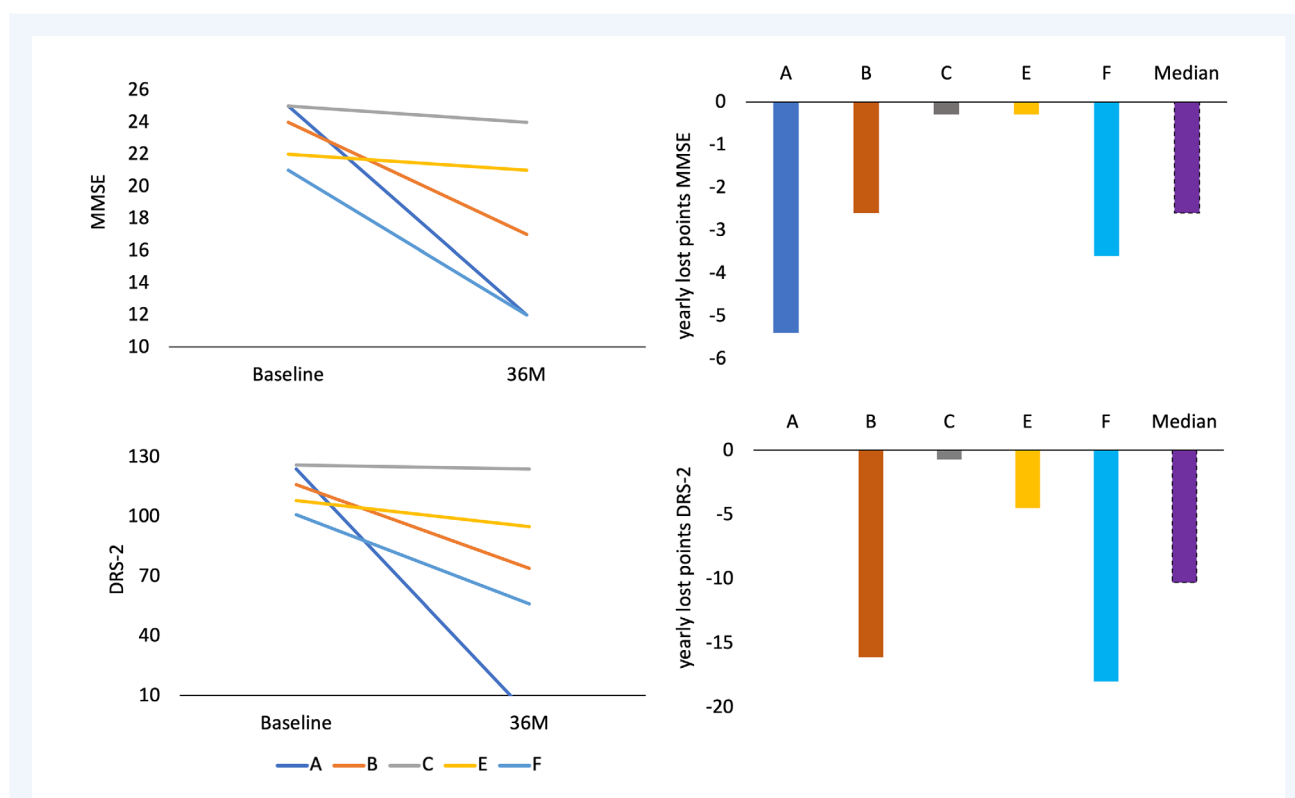 MMSE
26
24
22
20
18
16
14
12
10
Baseline 36M
A B C E F Median
yearly lost points MMSE
0
-1
-2
-3
-4
-5
-6
DRS-2
130
100
70
40
10
Baseline 36M
A B C E F Median
yearly lost points DRS-2
0
-5
-10
-15
-20
A B C E F